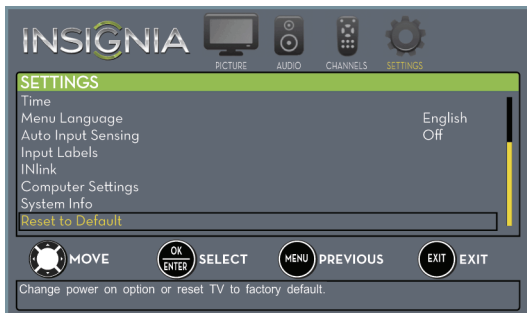 INSIGNIA
PICTURE AUDIO CHANNELS SETTINGS
SETTINGS
Time
Menu Language English
Auto Input Sensing Off
Input Labels
INlink
Computer Settings
System Info
Reset to Default
MOVE OK ENTER SELECT MENU PREVIOUS EXIT EXIT
Change power on option or reset TV to factory default.